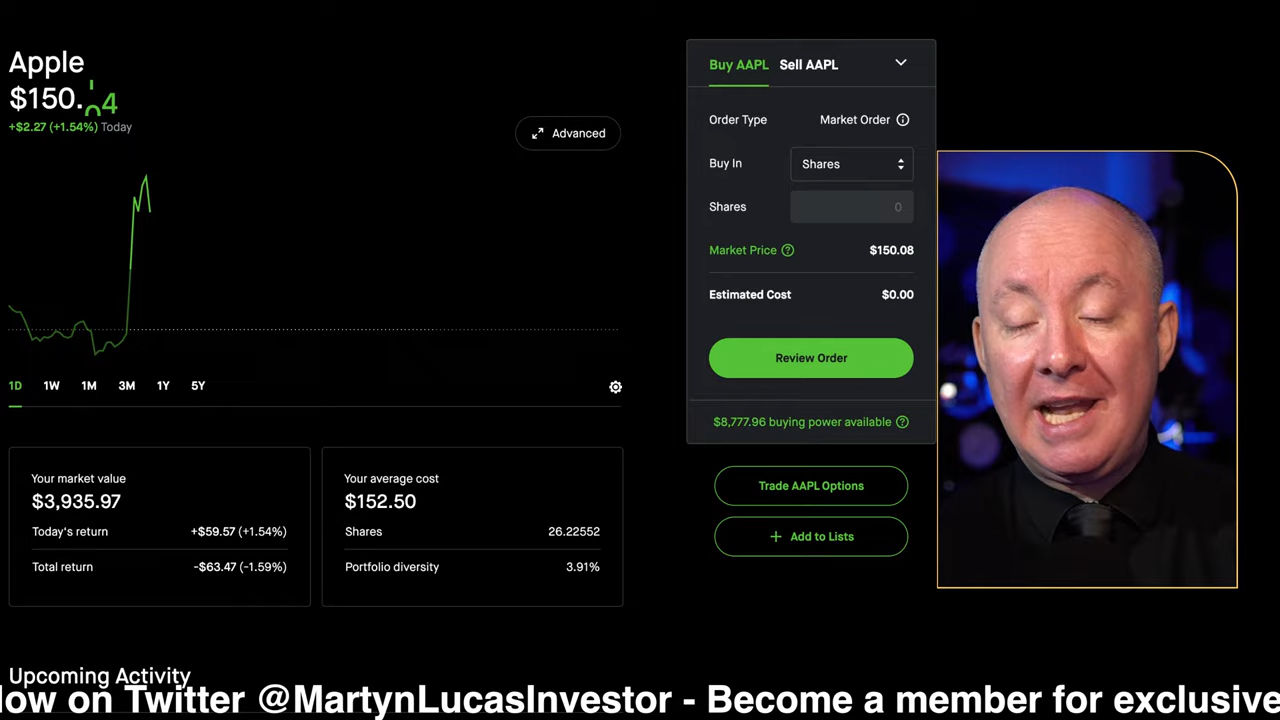 Apple
$150.
+$2.27 (+1.54%) Today
Advanced
1D 1W 1M 3M 1Y 5Y
Your market value
$3,935.97
Today's return +$59.57 (+1.54%)
Total return -$63.47 (-1.59%)
Your average cost
$152.50
Shares 26.22552
Portfolio diversity 3.91%
Upcoming Activity
Buy AAPL Sell AAPL
Order Type Market Order
Buy In Shares
Shares 0
Market Price $150.08
Estimated Cost $0.00
Review Order
$8,777.96 buying power available
Trade AAPL Options
+ Add to Lists
low on Twitter @MartynLucasInvestor - Become a member for exclusive